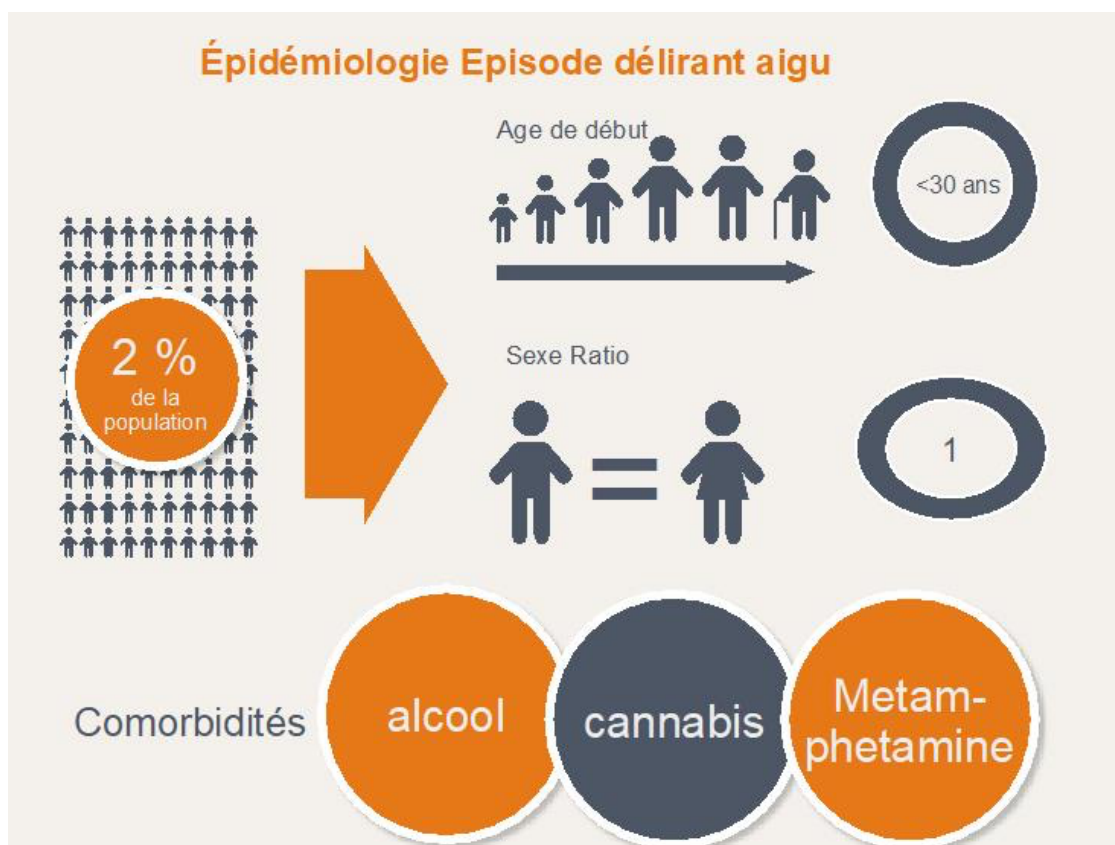 Épidémiologie Episode délirant aigu
Age de début
<30 ans
2 %
de la
population
Sexe Ratio
1
Comorbidités
alcool
cannabis
Metam-
phetamine